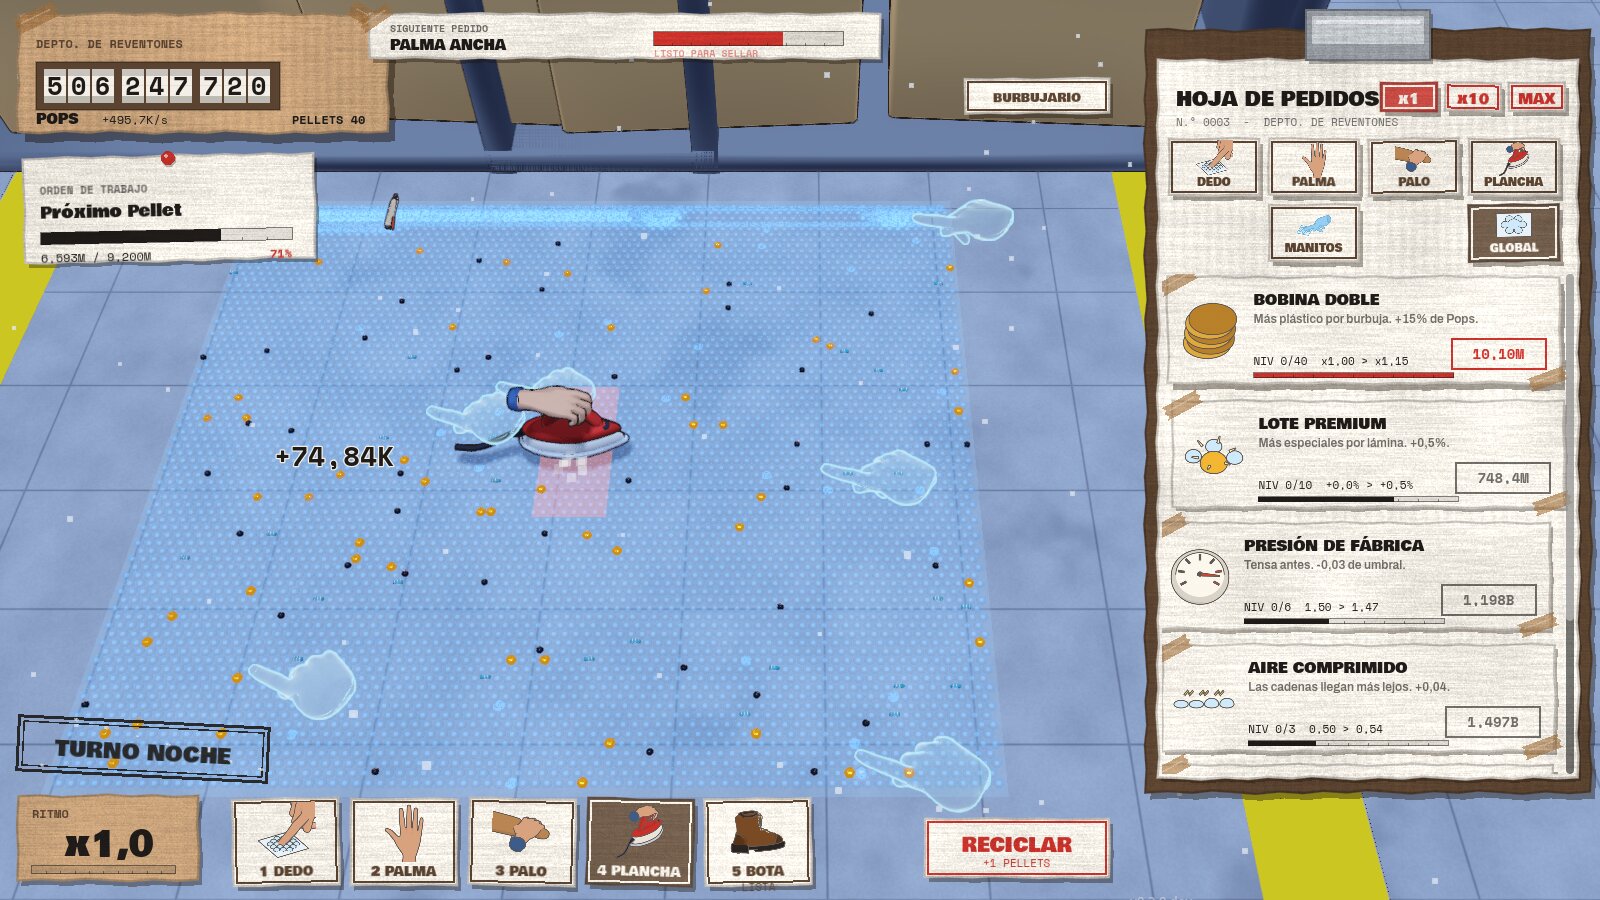 DEPTO. DE REVENTONES
506 247 720
POPS +495,7K/s PELLETS 40
SIGUIENTE PEDIDO
PALMA ANCHA
LISTO PARA SELLAR
BURBUJARIO
ORDEN DE TRABAJO
Próximo Pellet
6.593M / 9.200M 71%
+74,84K
TURNO NOCHE
RITMO
x1,0
1 DEDO
2 PALMA
3 PALO
4 PLANCHA
5 BOTA
LISTA
RECICLAR
+1 PELLETS
HOJA DE PEDIDOS x1 x10 MAX
N.º 0003 - DEPTO. DE REVENTONES
DEDO PALMA PALO PLANCHA
MANITOS GLOBAL
BOBINA DOBLE
Más plástico por burbuja. +15% de Pops.
NIV 0/40 x1,00 > x1,15 10,10M
LOTE PREMIUM
Más especiales por lámina. +0,5%.
NIV 0/10 +0,0% > +0,5% 748,4M
PRESIÓN DE FÁBRICA
Tensa antes. -0,03 de umbral.
NIV 0/6 1,50 > 1,47 1,198B
AIRE COMPRIMIDO
Las cadenas llegan más lejos. +0,04.
NIV 0/3 0,50 > 0,54 1,497B